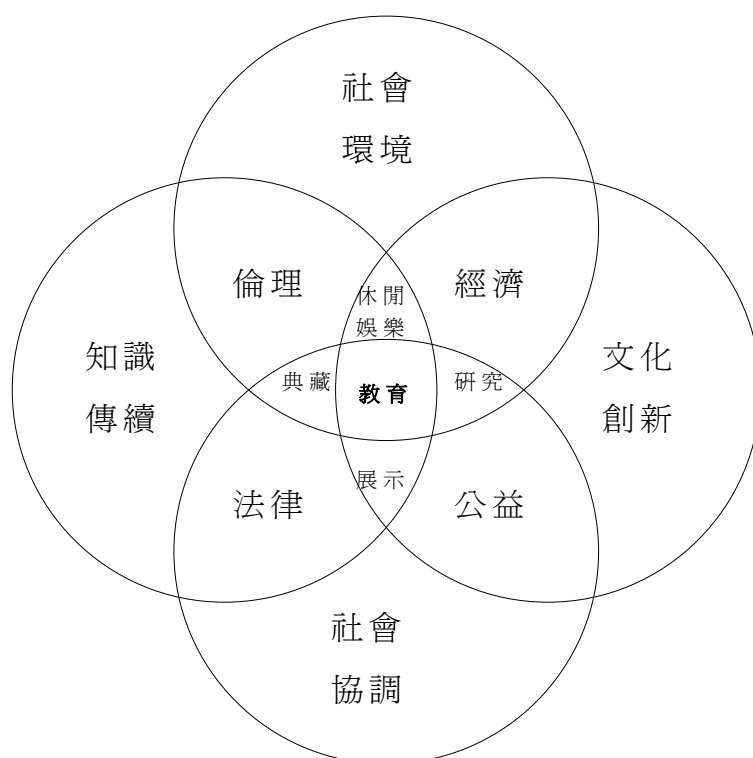 社會
環境
倫理
經濟
休閒
娛樂
知識
傳續
文化
創新
典藏
教育
研究
展示
法律
公益
社會
協調